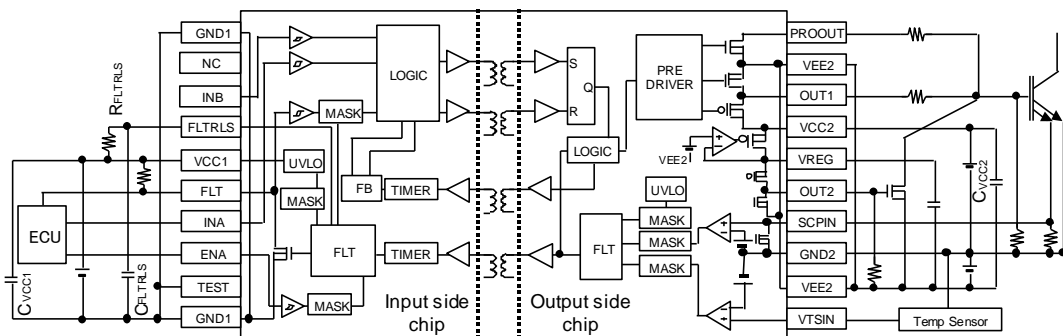 GND1
NC
INB
FLTRLS
VCC1
FLT
INA
ENA
TEST
GND1
RFLTRLS
ECU
CVCC1
CFLTRLS
LOGIC
MASK
UVLO
MASK
FB
TIMER
FLT
TIMER
MASK
Input side
chip
Output side
chip
S
Q
R
LOGIC
PRE
DRIVER
VEE2
+
-
UVLO
MASK
MASK
MASK
FLT
+
-
+
-
PROOUT
VEE2
OUT1
VCC2
VREG
OUT2
SCPIN
GND2
VEE2
VTSIN
CVCC2
Temp Sensor